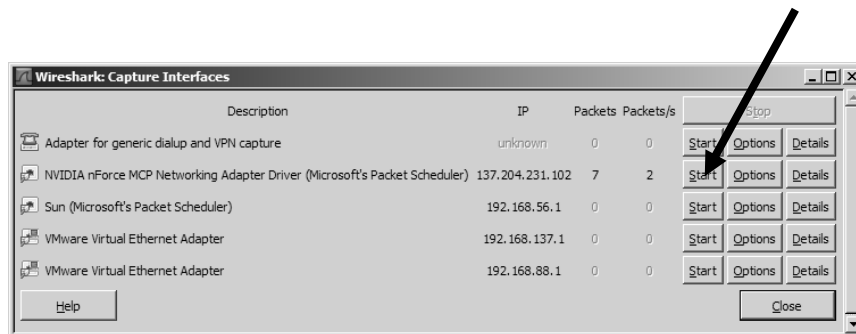 Wireshark: Capture Interfaces
Description IP Packets Packets/s Stop
Adapter for generic dialup and VPN capture unknown 0 0 Start Options Details
NVIDIA nForce MCP Networking Adapter Driver (Microsoft's Packet Scheduler) 137.204.231.102 7 2 Start Options Details
Sun (Microsoft's Packet Scheduler) 192.168.56.1 0 0 Start Options Details
VMware Virtual Ethernet Adapter 192.168.137.1 0 0 Start Options Details
VMware Virtual Ethernet Adapter 192.168.88.1 0 0 Start Options Details
Help Close